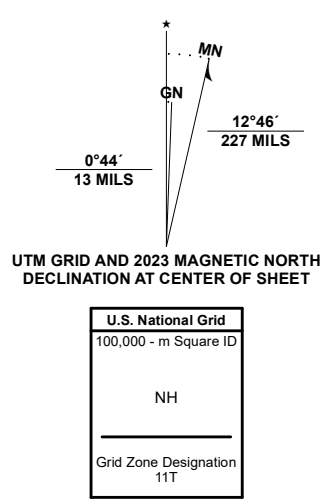 ★
MN
GN
12°46´
227 MILS
0°44´
13 MILS
UTM GRID AND 2023 MAGNETIC NORTH
DECLINATION AT CENTER OF SHEET
U.S. National Grid
100,000 - m Square ID
NH
Grid Zone Designation
11T